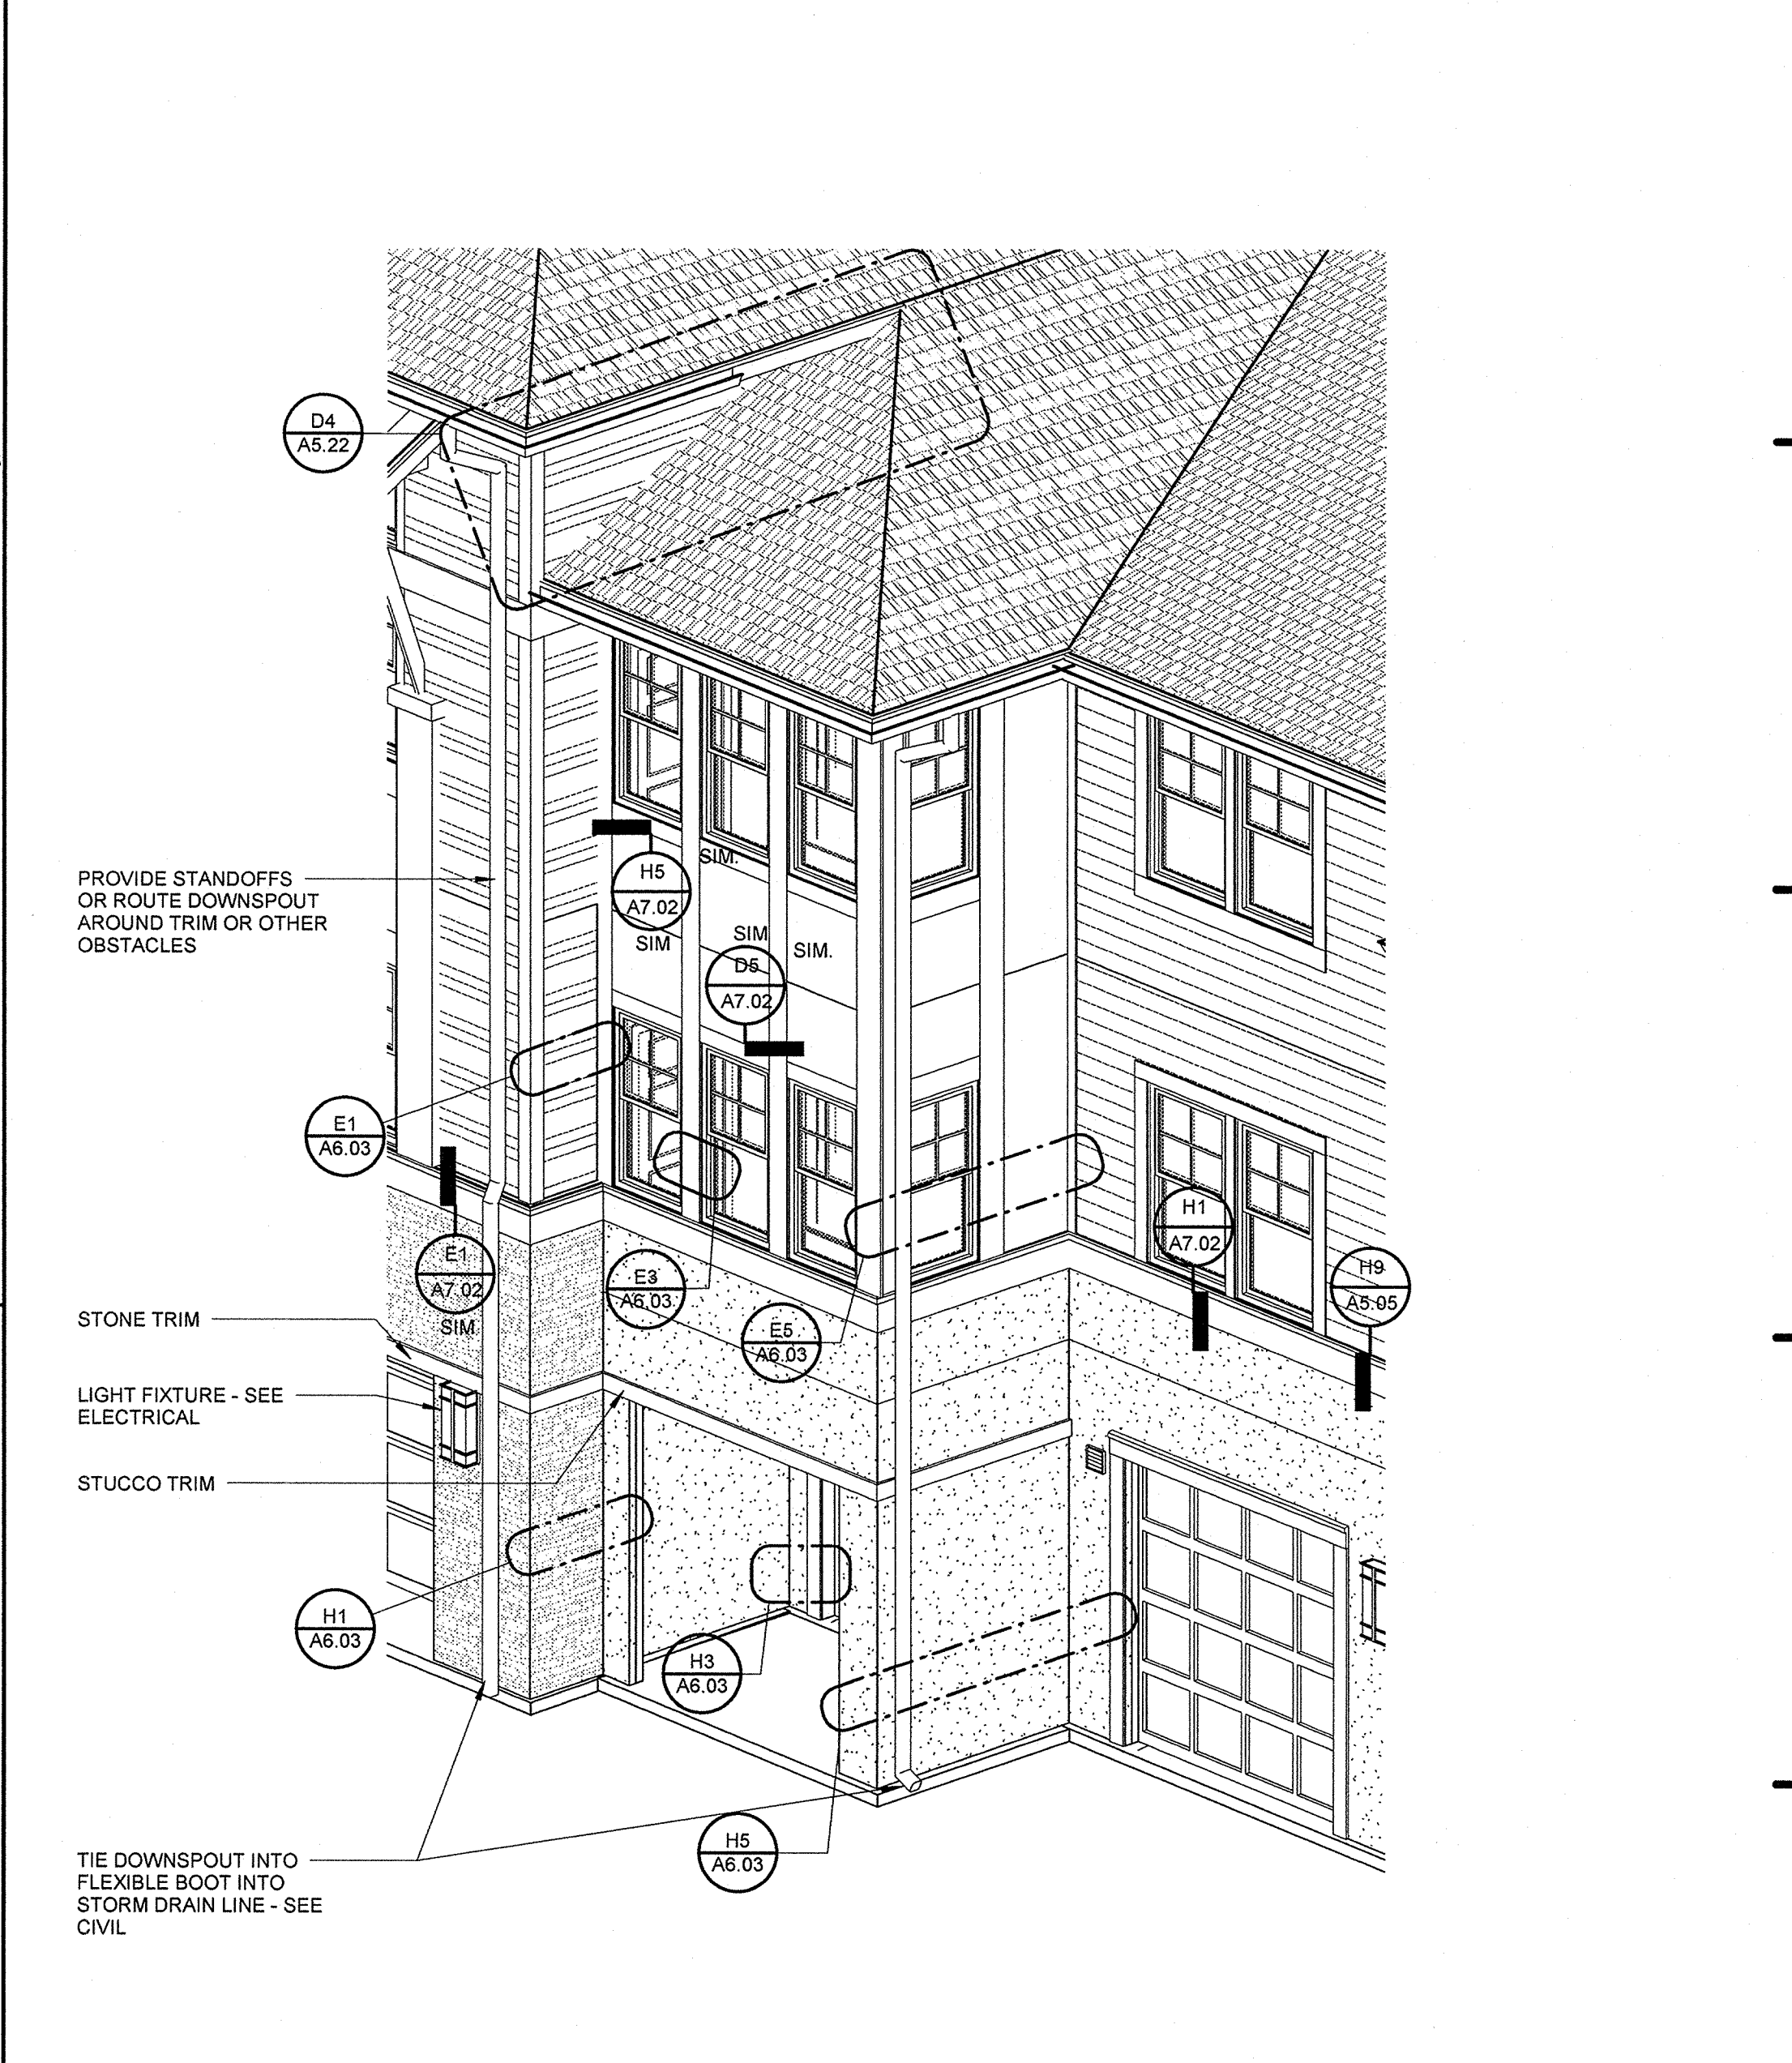 D4
A5.22
SIM.
H5
A7.02
PROVIDE STANDOFFS
OR ROUTE DOWNSPOUT
AROUND TRIM OR OTHER
OBSTACLES
SIM
SIM
SIM.
D5
A7.02
E1
A6.03
H1
A7.02
E1
A7.02
SIM
E3
A6.03
H9
A5.05
E5
A6.03
STONE TRIM
LIGHT FIXTURE - SEE
ELECTRICAL
STUCCO TRIM
H1
A6.03
H3
A6.03
H5
A6.03
TIE DOWNSPOUT INTO
FLEXIBLE BOOT INTO
STORM DRAIN LINE - SEE
CIVIL